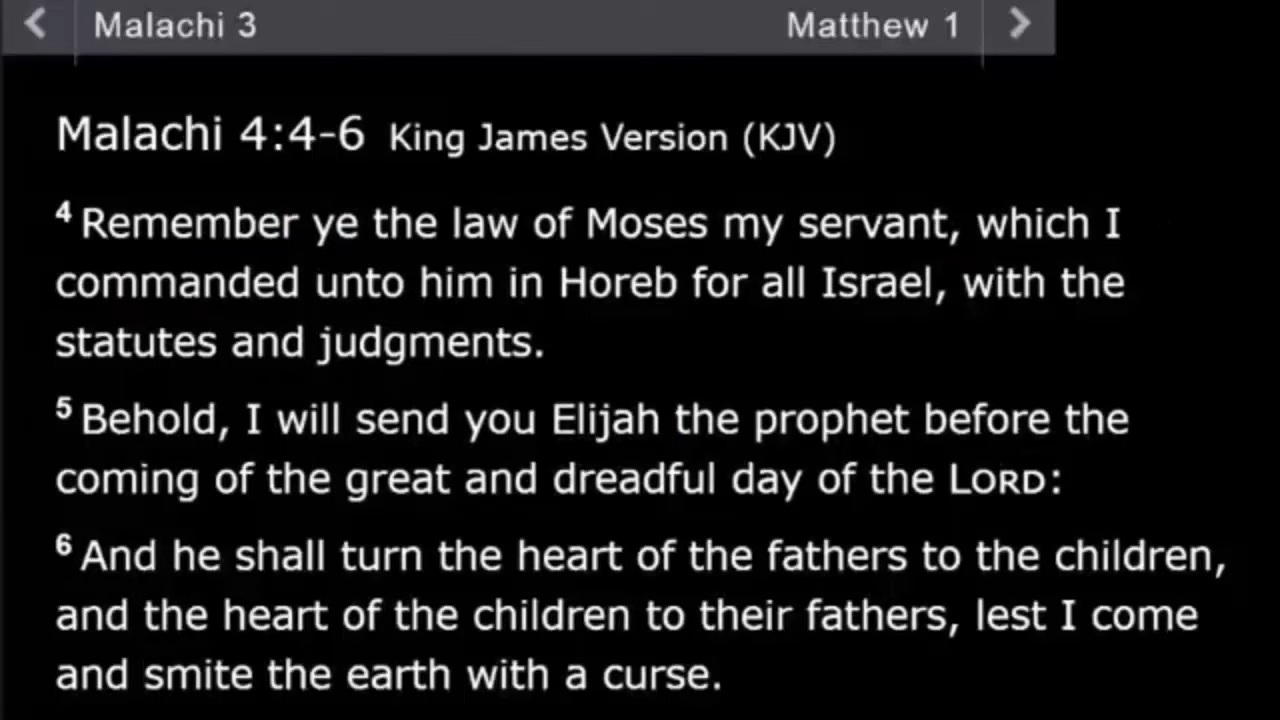 Malachi 3 Matthew 1
Malachi 4:4-6 King James Version (KJV)
4 Remember ye the law of Moses my servant, which I
commanded unto him in Horeb for all Israel, with the
statutes and judgments.
5 Behold, I will send you Elijah the prophet before the
coming of the great and dreadful day of the LORD:
6 And he shall turn the heart of the fathers to the children,
and the heart of the children to their fathers, lest I come
and smite the earth with a curse.